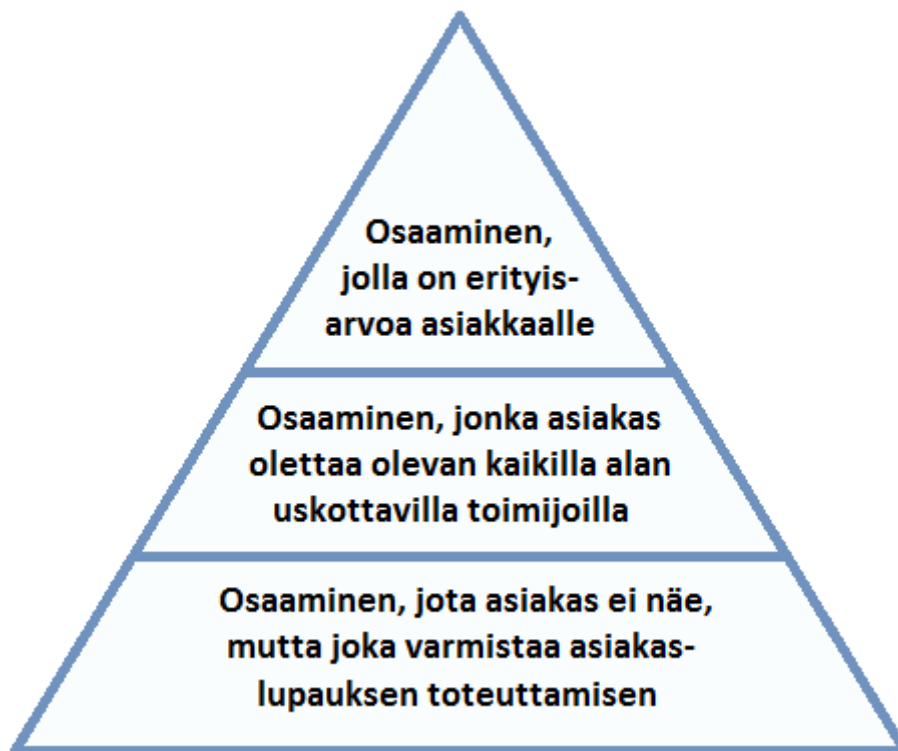 Osaaminen,
jolla on erityis-
arvoa asiakkaalle
Osaaminen, jonka asiakas
olettaa olevan kaikilla alan
uskottavilla toimijoilla
Osaaminen, jota asiakas ei näe,
mutta joka varmistaa asiakas-
lupauksen toteuttamisen